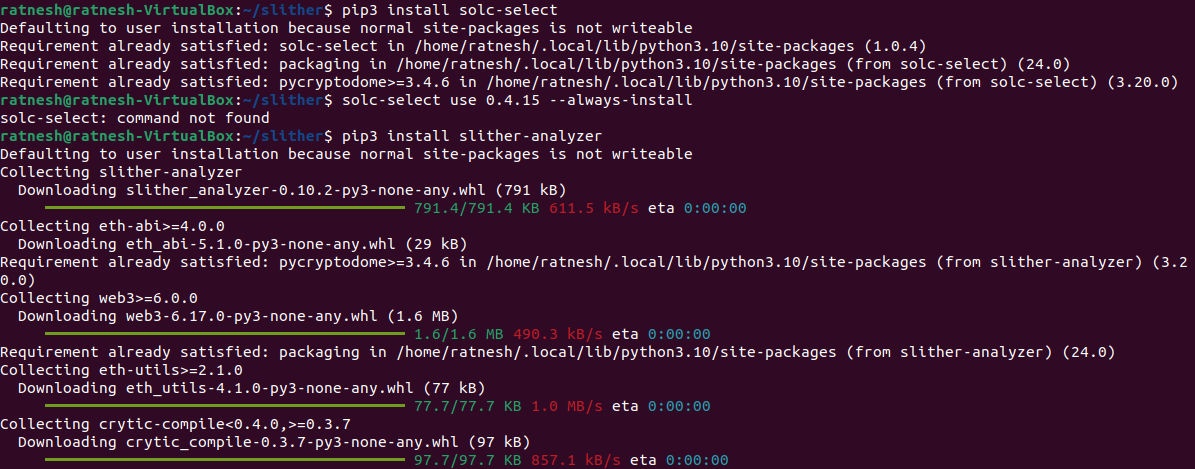 ratnesh@ratnesh-VirtualBox:~/slither$ pip3 install solc-select
Defaulting to user installation because normal site-packages is not writeable
Requirement already satisfied: solc-select in /home/ratnesh/.local/lib/python3.10/site-packages (1.0.4)
Requirement already satisfied: packaging in /home/ratnesh/.local/lib/python3.10/site-packages (from solc-select) (24.0)
Requirement already satisfied: pycryptodome>=3.4.6 in /home/ratnesh/.local/lib/python3.10/site-packages (from solc-select) (3.20.0)
ratnesh@ratnesh-VirtualBox:~/slither$ solc-select use 0.4.15 --always-install
solc-select: command not found
ratnesh@ratnesh-VirtualBox:~/slither$ pip3 install slither-analyzer
Defaulting to user installation because normal site-packages is not writeable
Collecting slither-analyzer
  Downloading slither_analyzer-0.10.2-py3-none-any.whl (791 kB)
791.4/791.4 KB 611.5 kB/s eta 0:00:00
Collecting eth-abi>=4.0.0
  Downloading eth_abi-5.1.0-py3-none-any.whl (29 kB)
Requirement already satisfied: pycryptodome>=3.4.6 in /home/ratnesh/.local/lib/python3.10/site-packages (from slither-analyzer) (3.2
0.0)
Collecting web3>=6.0.0
  Downloading web3-6.17.0-py3-none-any.whl (1.6 MB)
1.6/1.6 MB 490.3 kB/s eta 0:00:00
Requirement already satisfied: packaging in /home/ratnesh/.local/lib/python3.10/site-packages (from slither-analyzer) (24.0)
Collecting eth-utils>=2.1.0
  Downloading eth_utils-4.1.0-py3-none-any.whl (77 kB)
77.7/77.7 KB 1.0 MB/s eta 0:00:00
Collecting crytic-compile<0.4.0,>=0.3.7
  Downloading crytic_compile-0.3.7-py3-none-any.whl (97 kB)
97.7/97.7 KB 857.1 kB/s eta 0:00:00